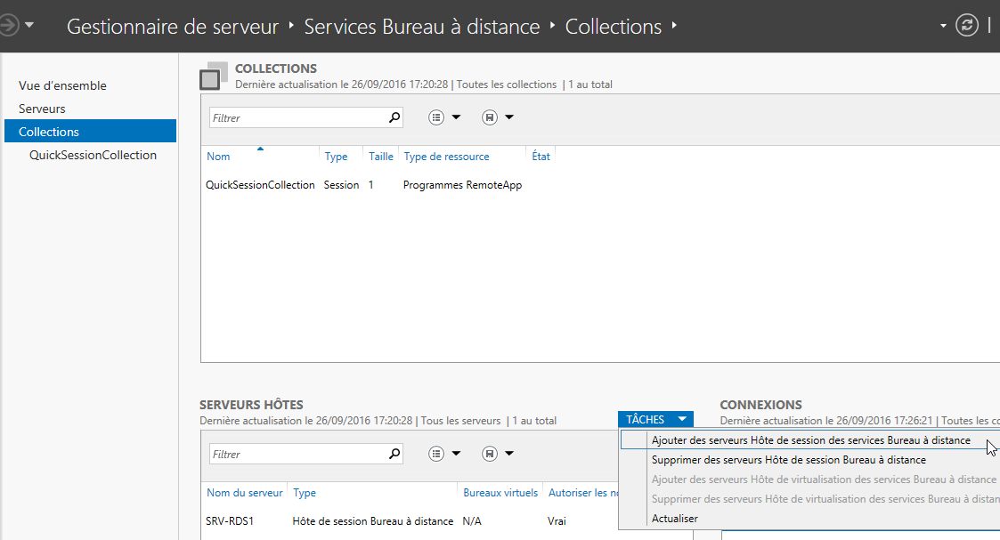 Gestionnaire de serveur ‣ Services Bureau à distance ‣ Collections ‣
Vue d'ensemble
Serveurs
Collections
QuickSessionCollection
COLLECTIONS
Dernière actualisation le 26/09/2016 17:20:28 | Toutes les collections | 1 au total
Filtrer
Nom Type Taille Type de ressource État
QuickSessionCollection Session 1 Programmes RemoteApp
SERVEURS HÔTES
Dernière actualisation le 26/09/2016 17:20:28 | Tous les serveurs | 1 au total
TÂCHES
Filtrer
Nom du serveur Type Bureaux virtuels Autoriser les no
SRV-RDS1 Hôte de session Bureau à distance N/A Vrai
CONNEXIONS
Dernière actualisation le 26/09/2016 17:26:21 | Toutes les co
Ajouter des serveurs Hôte de session des services Bureau à distance
Supprimer des serveurs Hôte de session Bureau à distance
Ajouter des serveurs Hôte de virtualisation des services Bureau à distance
Supprimer des serveurs Hôte de virtualisation des services Bureau à distan
Actualiser